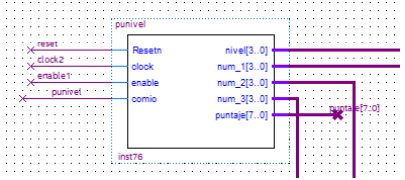 punivel
reset
Resetn
nivel[3..0]
clock2
clock
num_1[3..0]
enable1
enable
num_2[3..0]
punivel
comio
num_3[3..0]
puntaje[7..0]
puntaje[7..0]
inst76